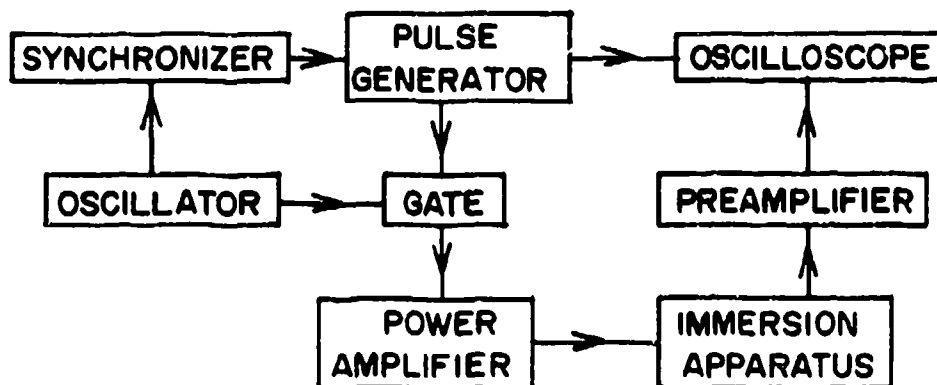 SYNCHRONIZER
PULSE
GENERATOR
OSCILLOSCOPE
OSCILLATOR
GATE
PREAMPLIFIER
POWER
AMPLIFIER
IMMERSION
APPARATUS